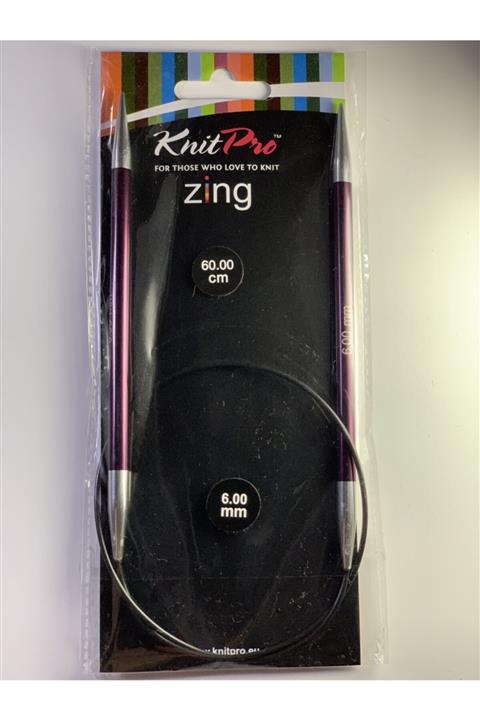 KnitPro™
FOR THOSE WHO LOVE TO KNIT
zing
60.00
cm
6.00 mm
6.00
mm
knitpro.eu